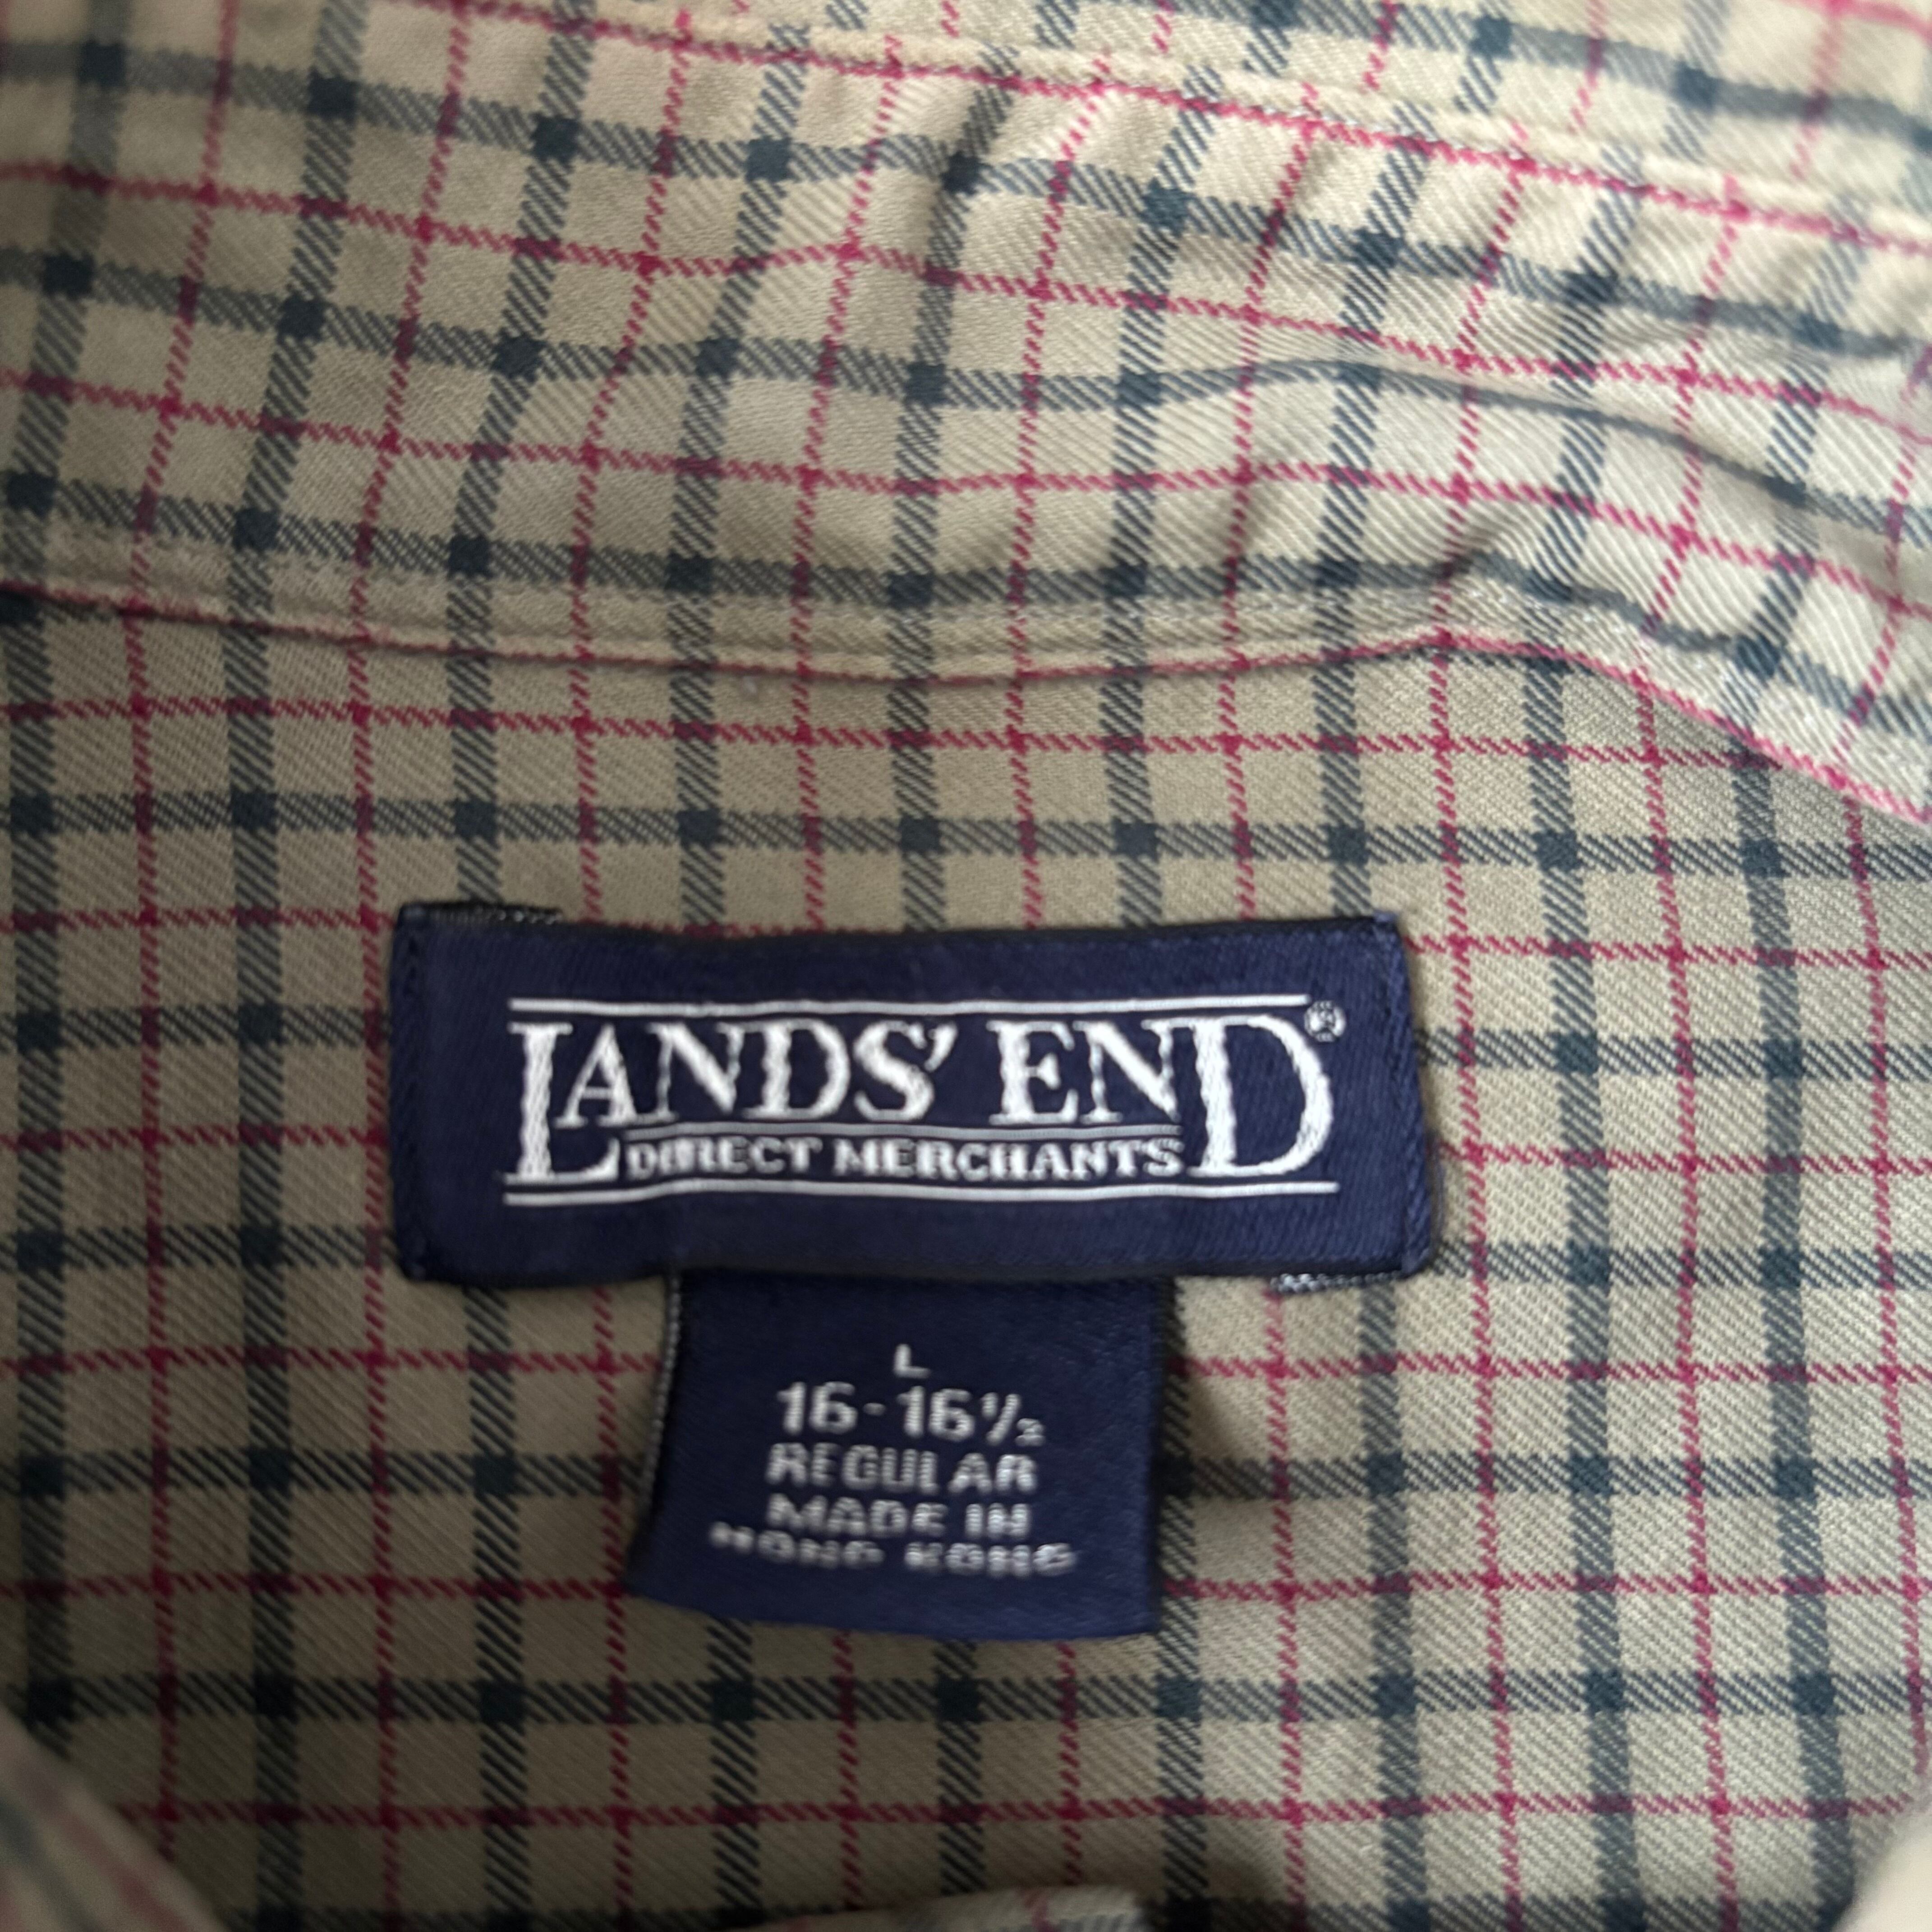 LANDS' END®
DIRECT MERCHANTS
L
16-16½
REGULAR
MADE IN
HONG KONG